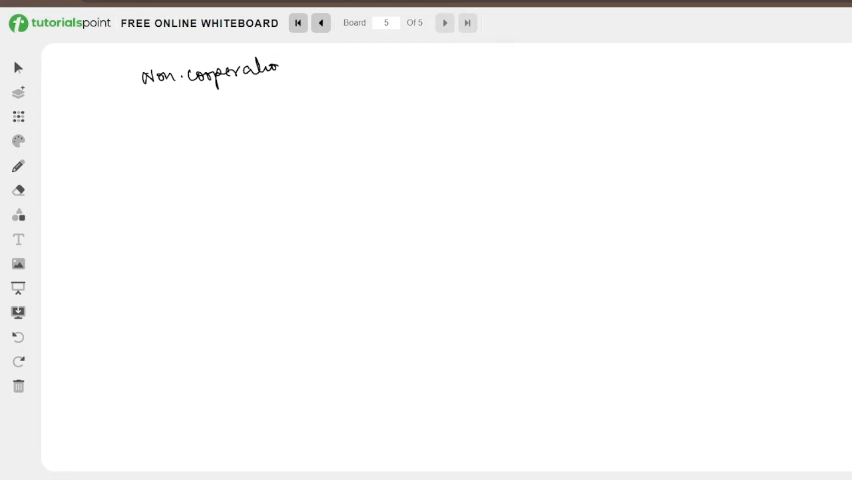 tutorialspoint FREE ONLINE WHITEBOARD Board 5 Of 5
Non-cooperatio